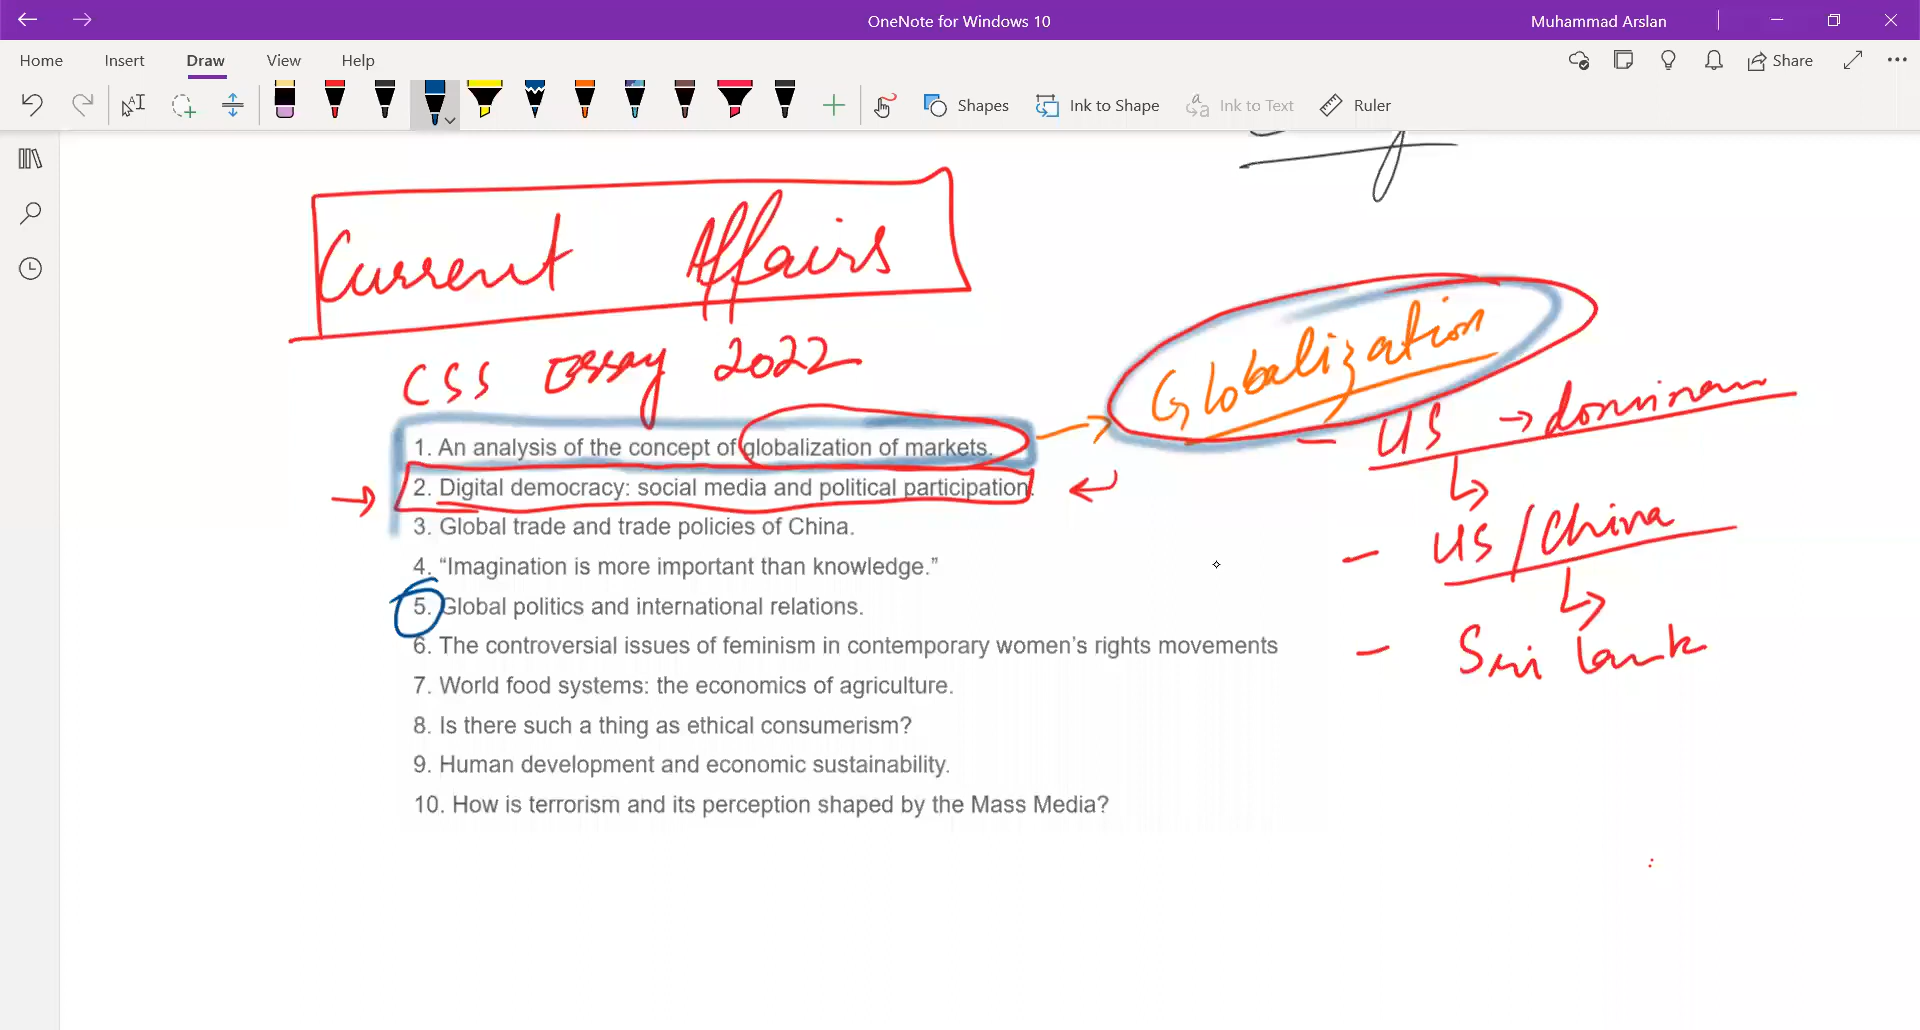 OneNote for Windows 10
Muhammad Arslan
Home Insert Draw View Help
Share
Shapes Ink to Shape Ink to Text Ruler
Current Affairs
CSS Essay 2022
Globalization
1. An analysis of the concept of globalization of markets.
2. Digital democracy: social media and political participation.
3. Global trade and trade policies of China.
4. “Imagination is more important than knowledge.”
5. Global politics and international relations.
6. The controversial issues of feminism in contemporary women’s rights movements
7. World food systems: the economics of agriculture.
8. Is there such a thing as ethical consumerism?
9. Human development and economic sustainability.
10. How is terrorism and its perception shaped by the Mass Media?
- US →
- US / China
- Sri Lank